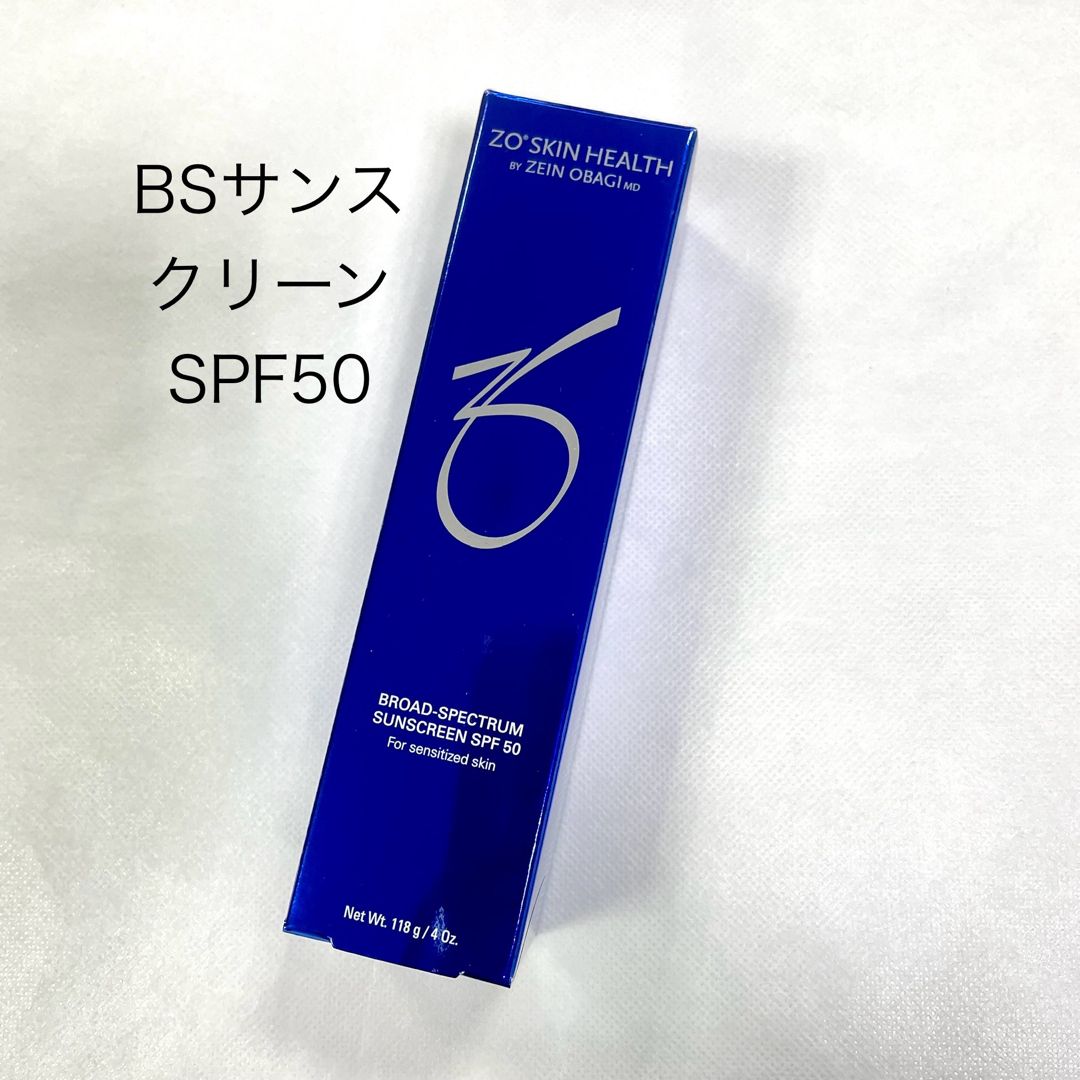 BSサンス
クリーン
SPF50
ZO® SKIN HEALTH
BY ZEIN OBAGI MD
BROAD-SPECTRUM
SUNSCREEN SPF 50
For sensitized skin
Net Wt. 118 g / 4 Oz.